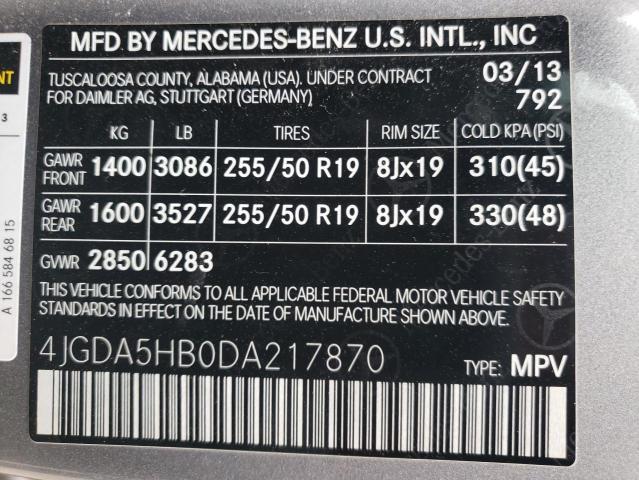 MFD BY MERCEDES-BENZ U.S. INTL., INC
TUSCALOOSA COUNTY, ALABAMA (USA). UNDER CONTRACT
FOR DAIMLER AG, STUTTGART (GERMANY)
03/13
792
KG LB TIRES RIM SIZE COLD KPA (PSI)
GAWR FRONT 1400 3086 255/50 R19 8Jx19 310(45)
GAWR REAR 1600 3527 255/50 R19 8Jx19 330(48)
GVWR 2850 6283
THIS VEHICLE CONFORMS TO ALL APPLICABLE FEDERAL MOTOR VEHICLE SAFETY
STANDARDS IN EFFECT ON THE DATE OF MANUFACTURE SHOWN ABOVE.
4JGDA5HB0DA217870
TYPE: MPV
A 166 584 68 15
3